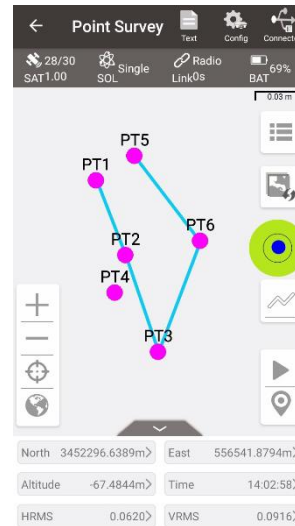 Point Survey
Text Config Connect
28/30 Single Radio 69%
SAT1.00 SOL Link0s BAT
0.03 m
PT5
PT1
PT6
PT2
PT4
PT3
North 3452296.6389m East 556541.8794m
Altitude -67.4844m Time 14:02:58
HRMS 0.0620 VRMS 0.0916